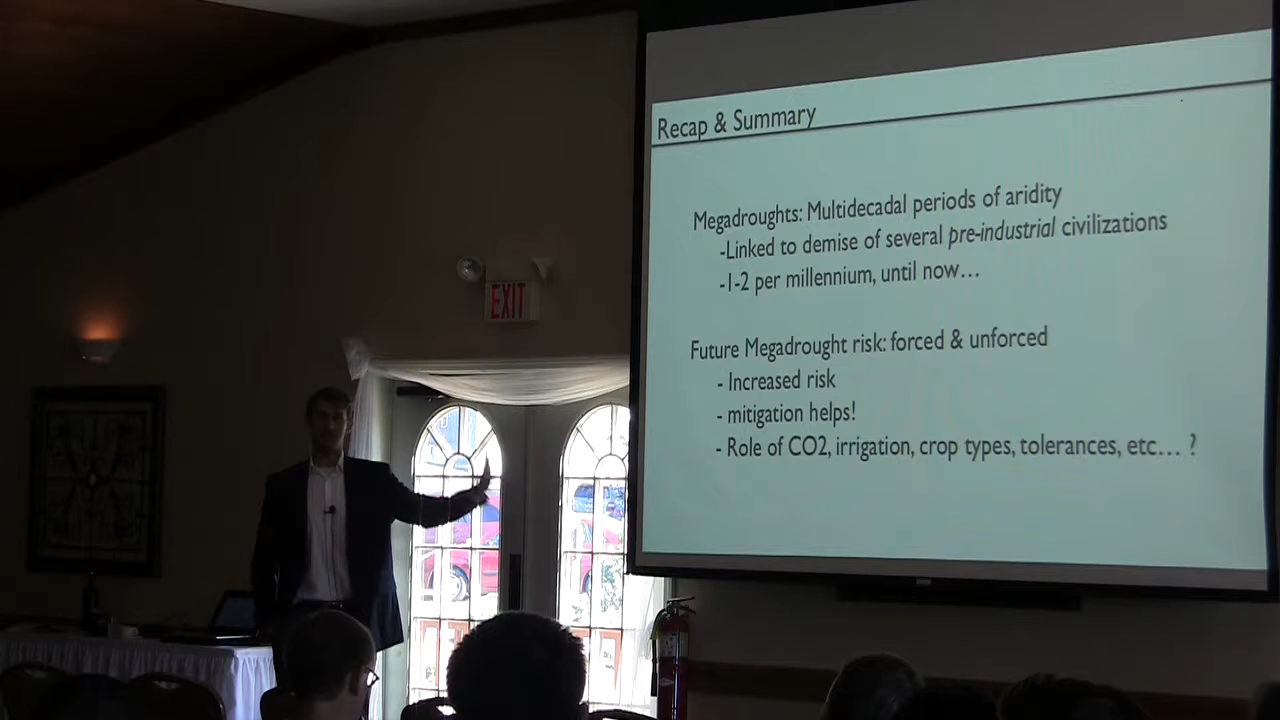 Recap & Summary
Megadroughts: Multidecadal periods of aridity
-Linked to demise of several pre-industrial civilizations
-1-2 per millennium, until now...
Future Megadrought risk: forced & unforced
- Increased risk
- mitigation helps!
- Role of CO2, irrigation, crop types, tolerances, etc... ?
EXIT